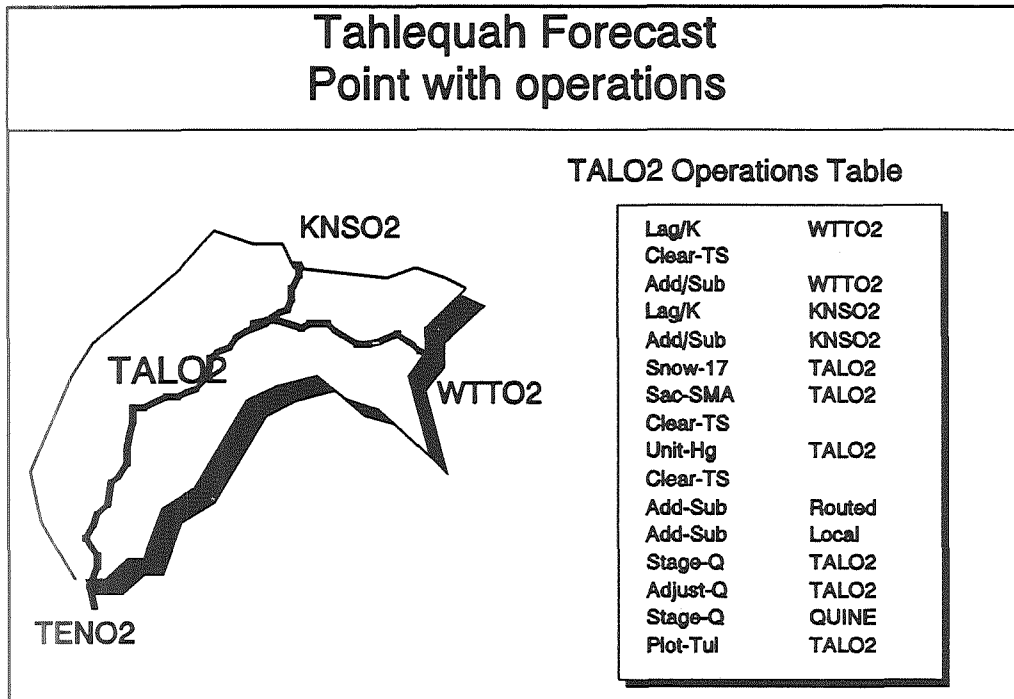 Tahlequah Forecast
Point with operations
TALO2 Operations Table
KNSO2
TALO2
WTTO2
TENO2
Lag/K WTTO2
Clear-TS
Add/Sub WTTO2
Lag/K KNSO2
Add/Sub KNSO2
Snow-17 TALO2
Sac-SMA TALO2
Clear-TS
Unit-Hg TALO2
Clear-TS
Add-Sub Routed
Add-Sub Local
Stage-Q TALO2
Adjust-Q TALO2
Stage-Q QUINE
Plot-Tul TALO2